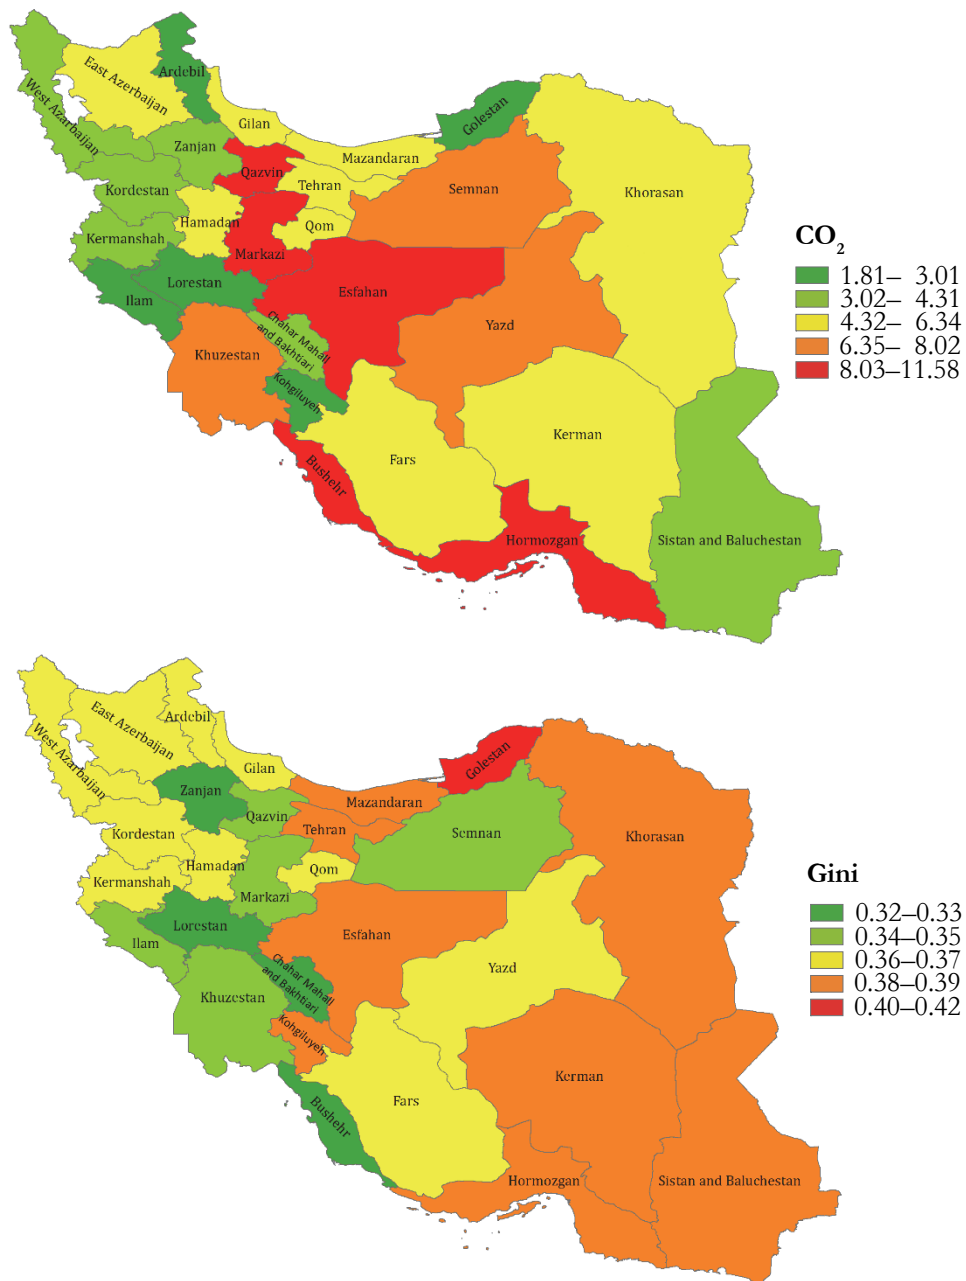 Ardebil
East Azerbaijan
West Azarbaijan
Gilan
Golestan
Zanjan
Mazandaran
Qazvin
Tehran
Semnan
Khorasan
Kordestan
Hamadan
Qom
Kermanshah
Markazi
Lorestan
Esfahan
Ilam
Chahar Mahall
and Bakhtiari
Yazd
Khuzestan
Kohgiluyeh
Kerman
Fars
Bushehr
Hormozgan
Sistan and Baluchestan
CO2
1.81– 3.01
3.02– 4.31
4.32– 6.34
6.35– 8.02
8.03–11.58
Ardebil
East Azerbaijan
West Azarbaijan
Gilan
Golestan
Zanjan
Mazandaran
Qazvin
Tehran
Semnan
Khorasan
Kordestan
Hamadan
Qom
Kermanshah
Markazi
Lorestan
Esfahan
Ilam
Chahar Mahall
and Bakhtiari
Yazd
Khuzestan
Kohgiluyeh
Kerman
Fars
Bushehr
Hormozgan
Sistan and Baluchestan
Gini
0.32–0.33
0.34–0.35
0.36–0.37
0.38–0.39
0.40–0.42